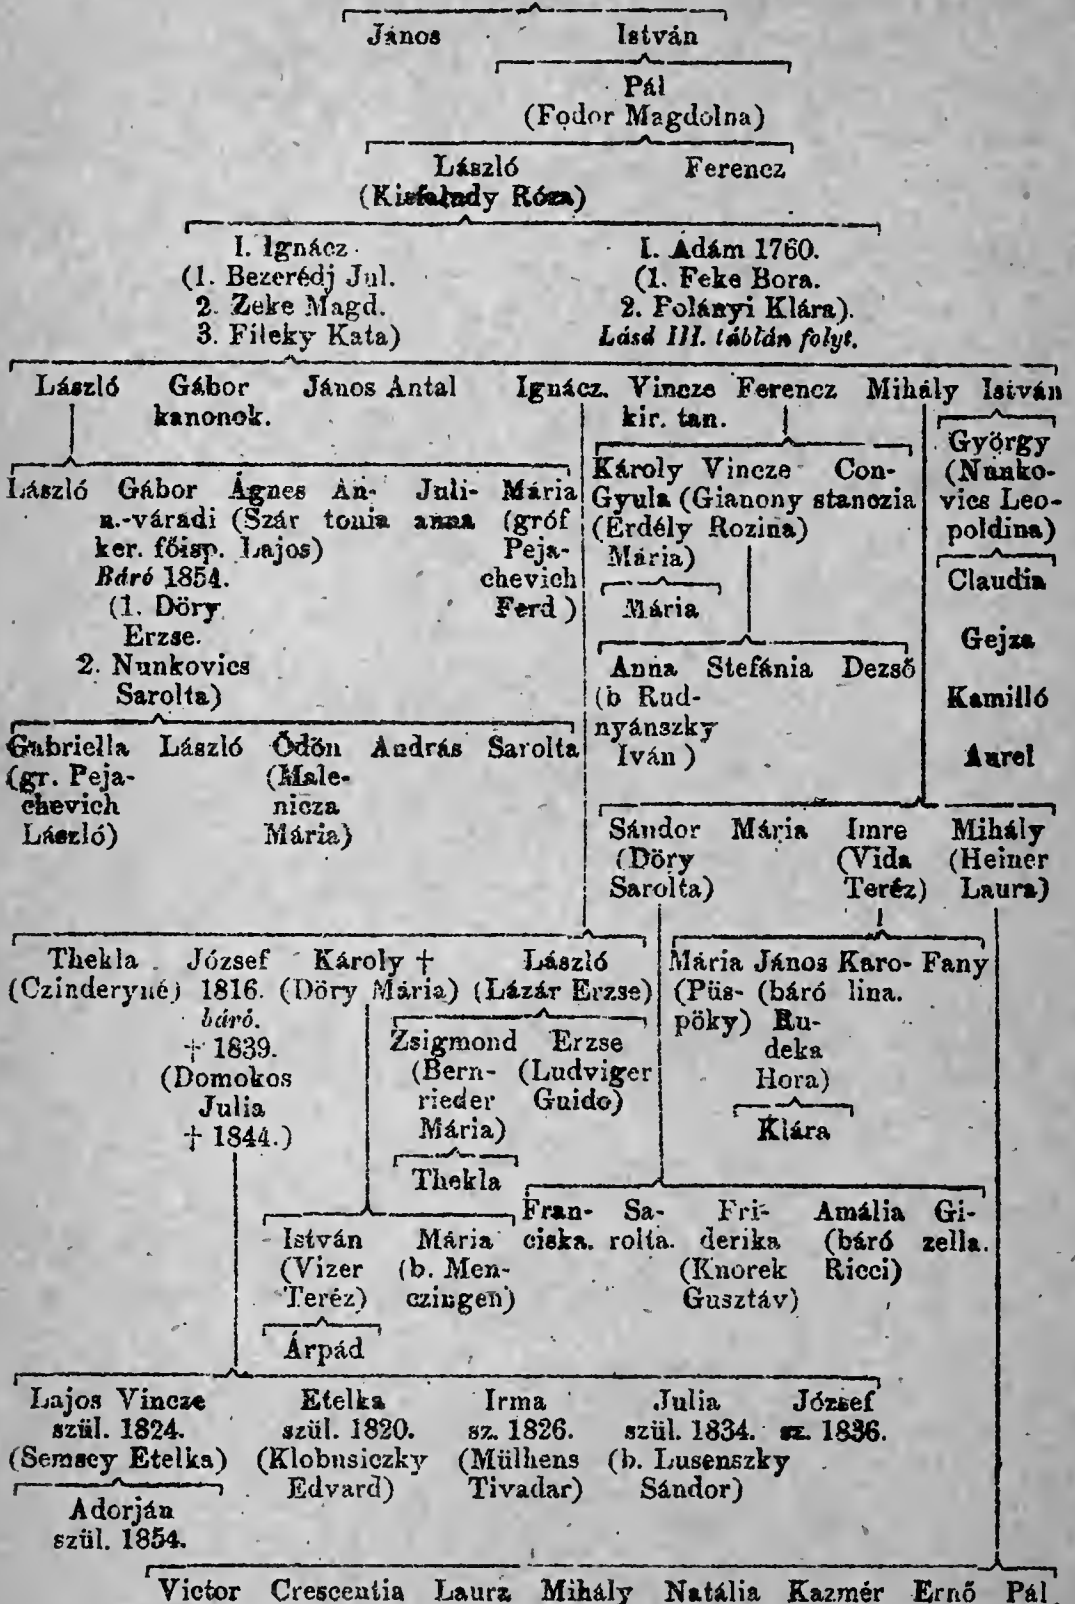 János István
Pál
(Fodor Magdolna)
László Ferencz
(Kisfalndy Róza)
I. Ignácz I. Ádám 1760.
(1. Bezerédj Jul. (1. Feke Bora.
2. Zeke Magd. 2. Polányi Klára).
3. Fileky Kata) Lásd III. táblán folyt.
László Gábor János Antal Ignácz. Vincze Ferencz Mihály István
kanonok. kir. tan.
György
(Nunko-
vics Leo-
poldina)
Claudia
Gejza
Kamilló
Aurel
Károly Vincze Con-
Gyula (Gianony stanozia
(Erdély Rozina)
Mária)
Mária
Anna Stefánia Dezső
(b Rud-
nyánszky
Iván )
László Gábor Ágnes An- Juli- Mária
n.-váradi (Szár tonia anna (gróf
ker. főisp. Lajos) Peja-
Báró 1854. chevich
(1. Döry Ferd )
Erzse.
2. Nunkovics
Sarolta)
Gabriella László Ödön András Sarolta
(gr. Peja- (Male-
chevich nicza
László) Mária)
Sándor Mária Imre Mihály
(Döry (Vida (Heiner
Sarolta) Teréz) Laura)
Thekla József Károly † László
(Czinderyné) 1816. (Döry Mária) (Lázár Erzse)
báró.
† 1839.
(Domokos
Julia
† 1844.)
Zsigmond Erzse
(Bern- (Ludviger
rieder Guido)
Mária)
Thekla
Mária János Karo- Fany
(Püs- (báró lina.
pöky) Ru-
deka
Hora)
Klára
Fran- Sa- Fri- Amália Gi-
ciska. rolta. derika (báró zella.
(Knorek Ricci)
Gusztáv)
István Mária
(Vizer (b. Men-
Teréz) czingen)
Árpád
Lajos Vincze Etelka Irma Julia József
szül. 1824. szül. 1820. sz. 1826. szül. 1834. sz. 1836.
(Semsey Etelka) (Klobusiczky (Mülhens (b. Lusenszky
Edvard) Tivadar) Sándor)
Adorján
szül. 1854.
Victor Crescentia Laura Mihály Natália Kazmér Ernő Pál